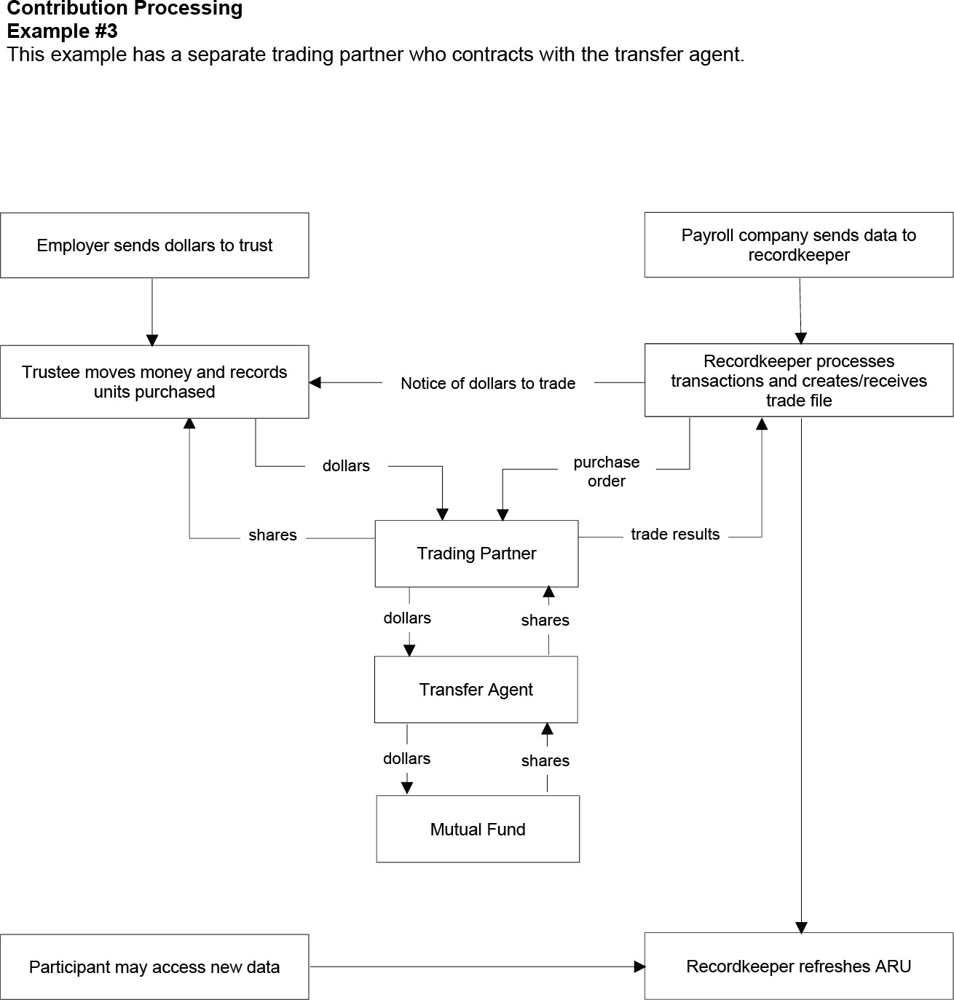 Contribution Processing
Example #3
This example has a separate trading partner who contracts with the transfer agent.
Employer sends dollars to trust
Payroll company sends data to
recordkeeper
Trustee moves money and records
units purchased
Notice of dollars to trade
Recordkeeper processes
transactions and creates/receives
trade file
dollars
purchase
order
shares
trade results
Trading Partner
dollars
shares
Transfer Agent
dollars
shares
Mutual Fund
Participant may access new data
Recordkeeper refreshes ARU